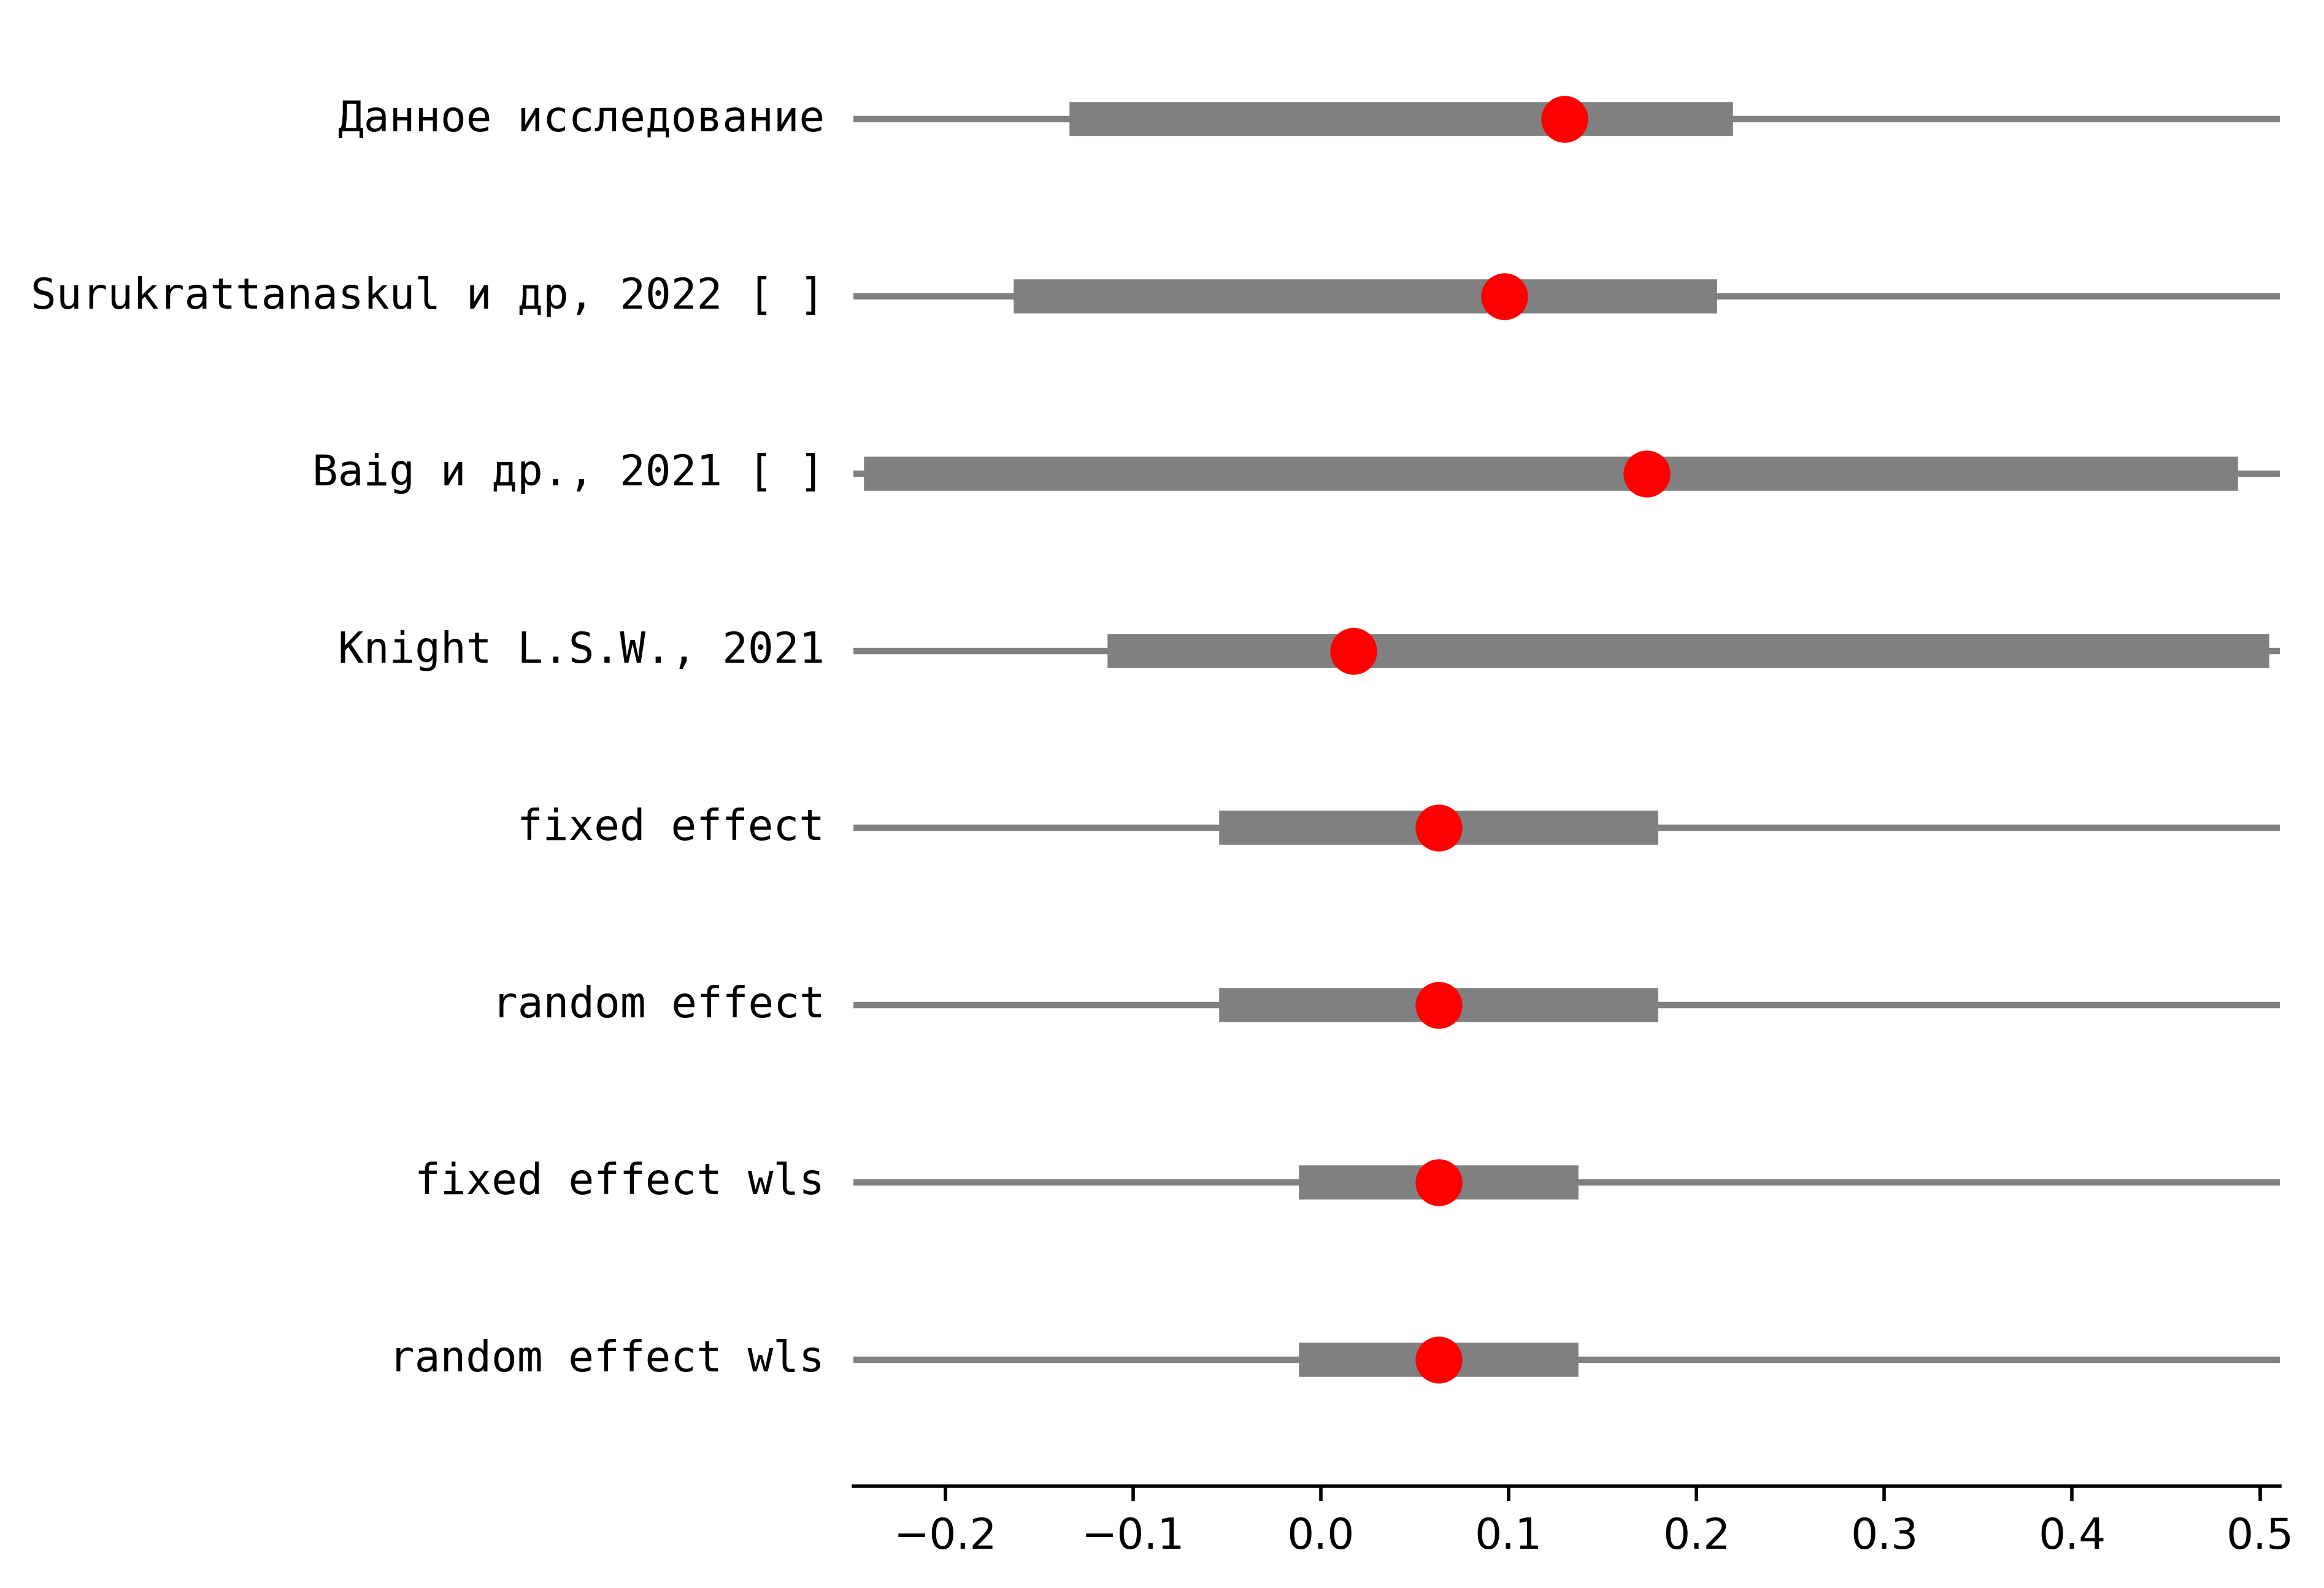 Данное исследование
Surukrattanaskul и др, 2022 [ ]
Baig и др., 2021 [ ]
Knight L.S.W., 2021
fixed effect
random effect
fixed effect wls
random effect wls
−0.2 −0.1 0.0 0.1 0.2 0.3 0.4 0.5